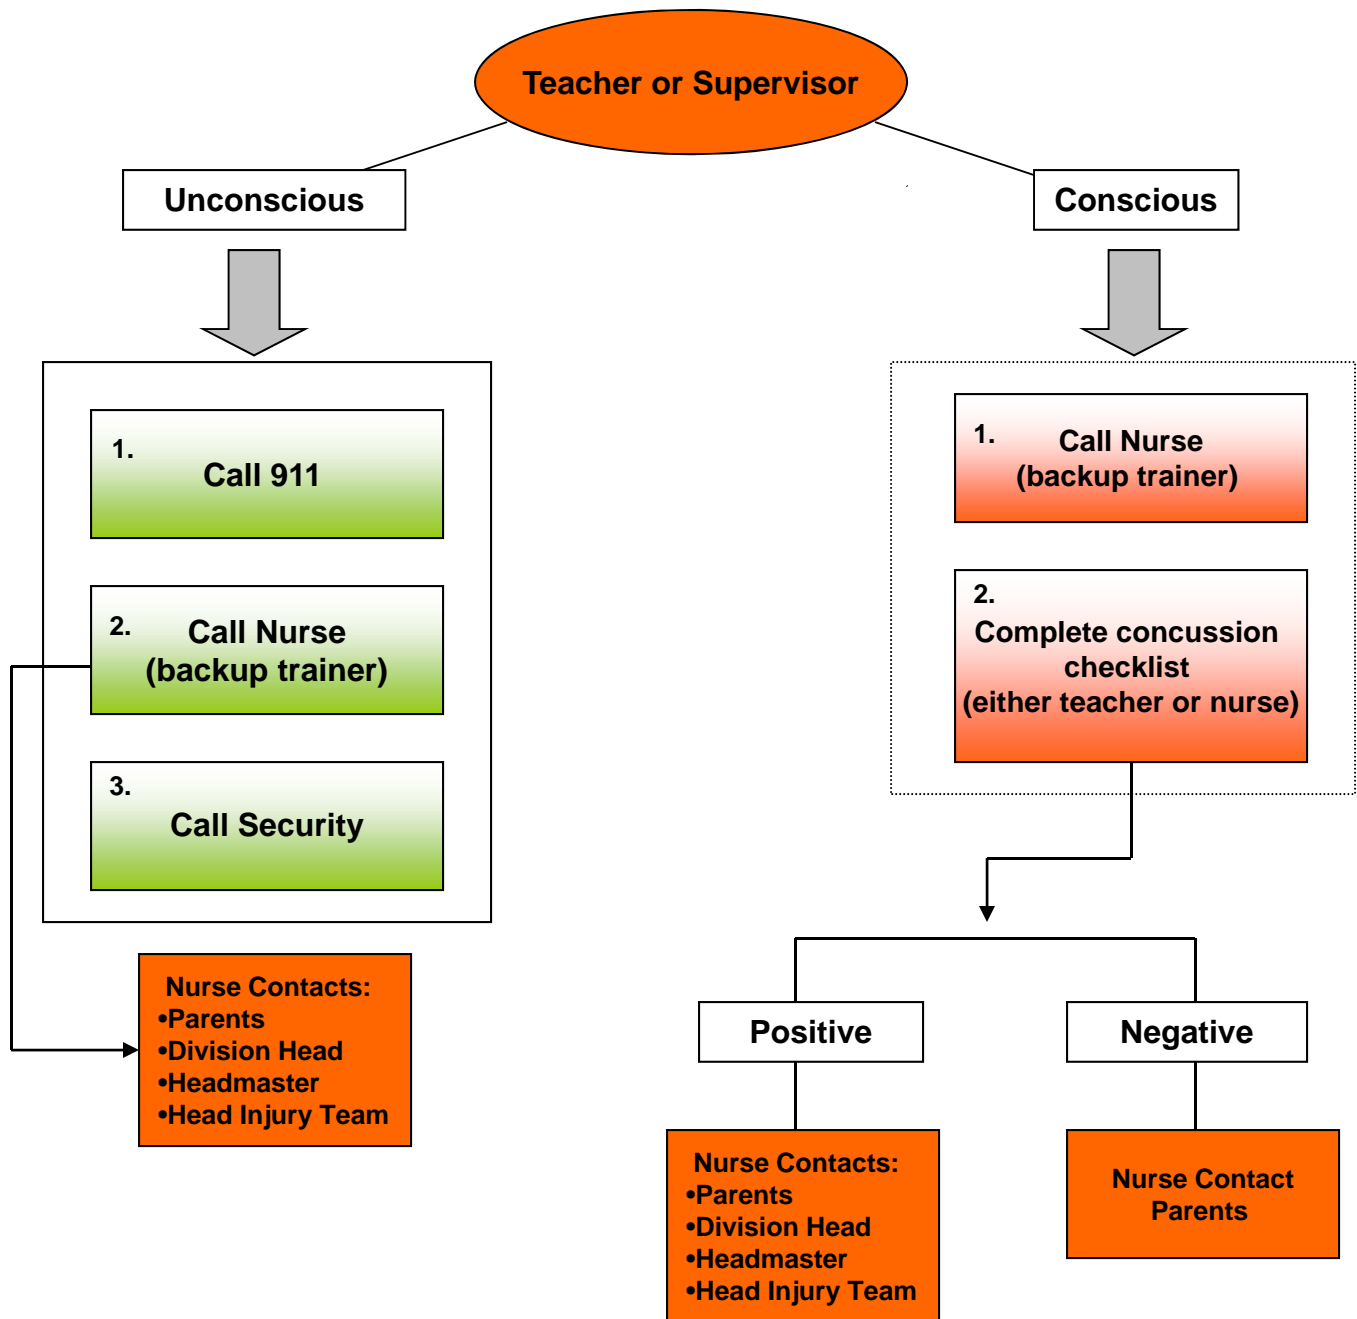 Teacher or Supervisor
Unconscious
1.
Call 911
2.
Call Nurse
(backup trainer)
3.
Call Security
Nurse Contacts:
•Parents
•Division Head
•Headmaster
•Head Injury Team
Conscious
1.
Call Nurse
(backup trainer)
2.
Complete concussion
checklist
(either teacher or nurse)
Positive
Nurse Contacts:
•Parents
•Division Head
•Headmaster
•Head Injury Team
Negative
Nurse Contact
Parents